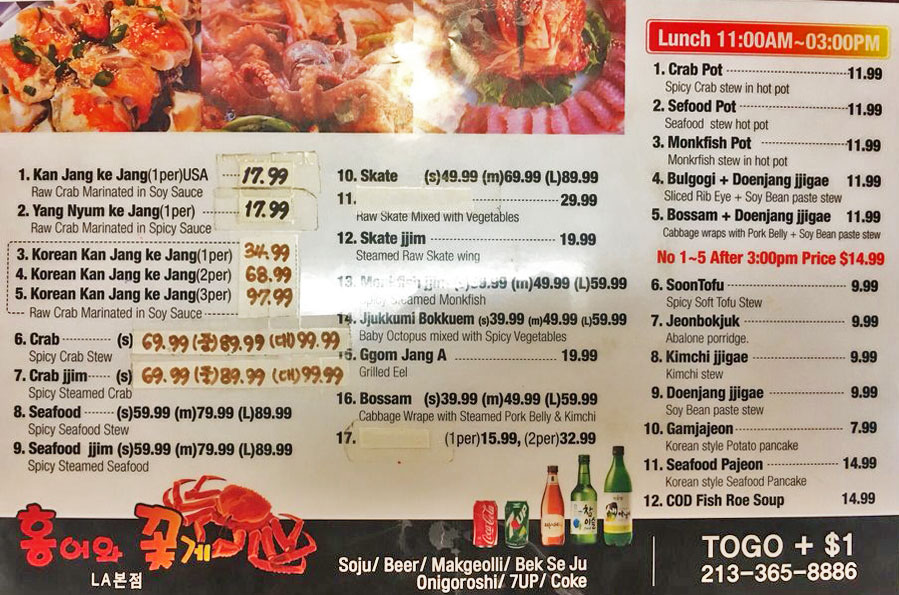 1. Kan Jang ke Jang(1per)USA ----- 17.99
Raw Crab Marinated in Soy Sauce
2. Yang Nyum ke Jang(1per) ------- 17.99
Raw Crab Marinated in Spicy Sauce
3. Korean Kan Jang ke Jang(1per) 34.99
4. Korean Kan Jang ke Jang(2per) 68.99
5. Korean Kan Jang ke Jang(3per) 97.99
Raw Crab Marinated in Soy Sauce
6. Crab ---------- (s) 69.99 (중)89.99 (대)99.99
Spicy Crab Stew
7. Crab jjim----- (s) 69.99 (중)89.99 (대)99.99
Spicy Steamed Crab
8. Seafood ------ (s)59.99 (m)79.99 (L)89.99
Spicy Seafood Stew
9. Seafood jjim (s)59.99 (m)79.99 (L)89.99
Spicy Steamed Seafood
10. Skate (s)49.99 (m)69.99 (L)89.99
11. 29.99
Raw Skate Mixed with Vegetables
12. Skate jjim ---------- 19.99
Steamed Raw Skate wing
13. Monkfish jjim (s)39.99 (m)49.99 (L)59.99
Spicy Steamed Monkfish
14. Jjukkumi Bokkuem (s)39.99 (m)49.99 (L)59.99
Baby Octopus mixed with Spicy Vegetables
15. Ggom Jang A ---------- 19.99
Grilled Eel
16. Bossam (s)39.99 (m)49.99 (L)59.99
Cabbage Wrape with Steamed Pork Belly & Kimchi
17. (1per)15.99, (2per)32.99
Lunch 11:00AM~03:00PM
1. Crab Pot ---------- 11.99
Spicy Crab stew in hot pot
2. Sefood Pot ---------- 11.99
Seafood stew hot pot
3. Monkfish Pot ---------- 11.99
Monkrfish stew in hot pot
4. Bulgogi + Doenjang jjigae 11.99
Sliced Rib Eye + Soy Bean paste stew
5. Bossam + Doenjang jjigae 11.99
Cabbage wraps with Pork Belly + Soy Bean paste stew
No 1~5 After 3:00pm Price $14.99
6. SoonTofu ---------- 9.99
Spicy Soft Tofu Stew
7. Jeonbokjuk ---------- 9.99
Abalone porridge.
8. Kimchi jjigae ---------- 9.99
Kimchi stew
9. Doenjang jjigae ---------- 9.99
Soy Bean paste stew
10. Gamjajeon ---------- 7.99
Korean style Potato pancake
11. Seafood Pajeon ---------- 14.99
Korean style Seafood Pancake
12. COD Fish Roe Soup 14.99
홍어와 꽃게
LA본점
Coca-Cola
7UP
참이슬
Soju/ Beer/ Makgeolli/ Bek Se Ju
Onigoroshi/ 7UP/ Coke
TOGO + $1
213-365-8886